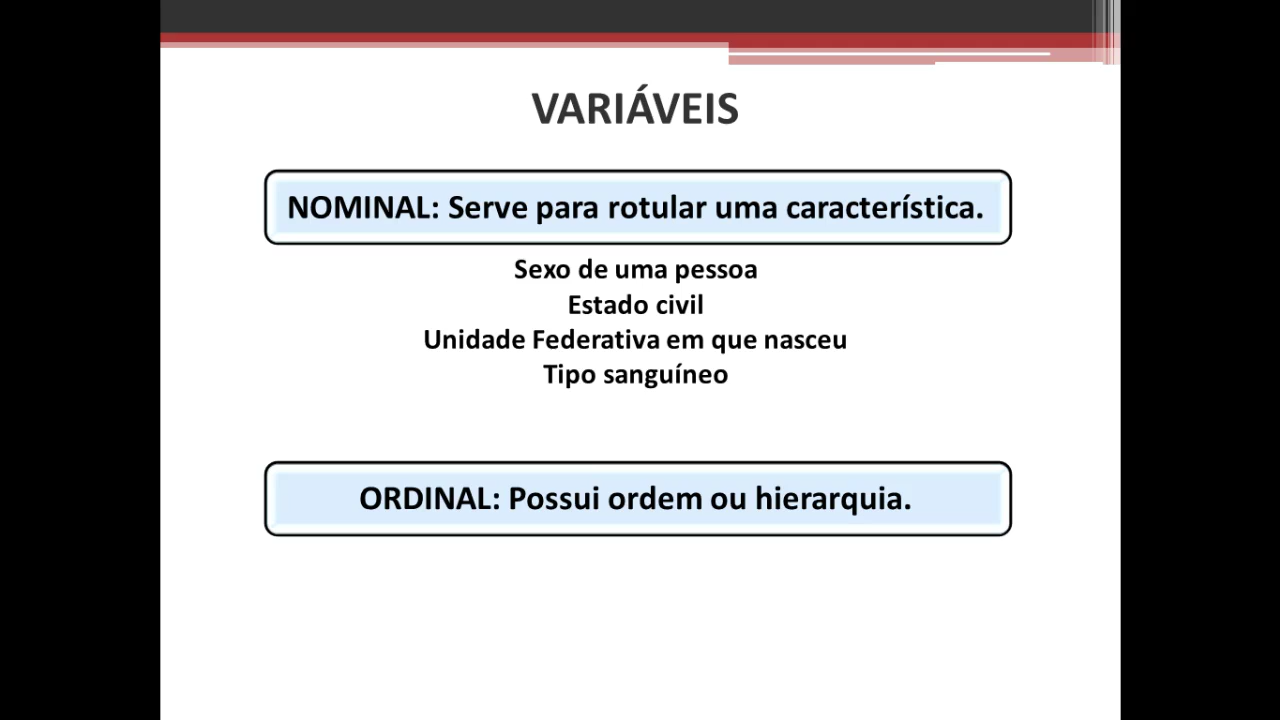 VARIÁVEIS
NOMINAL: Serve para rotular uma característica.
Sexo de uma pessoa
Estado civil
Unidade Federativa em que nasceu
Tipo sanguíneo
ORDINAL: Possui ordem ou hierarquia.